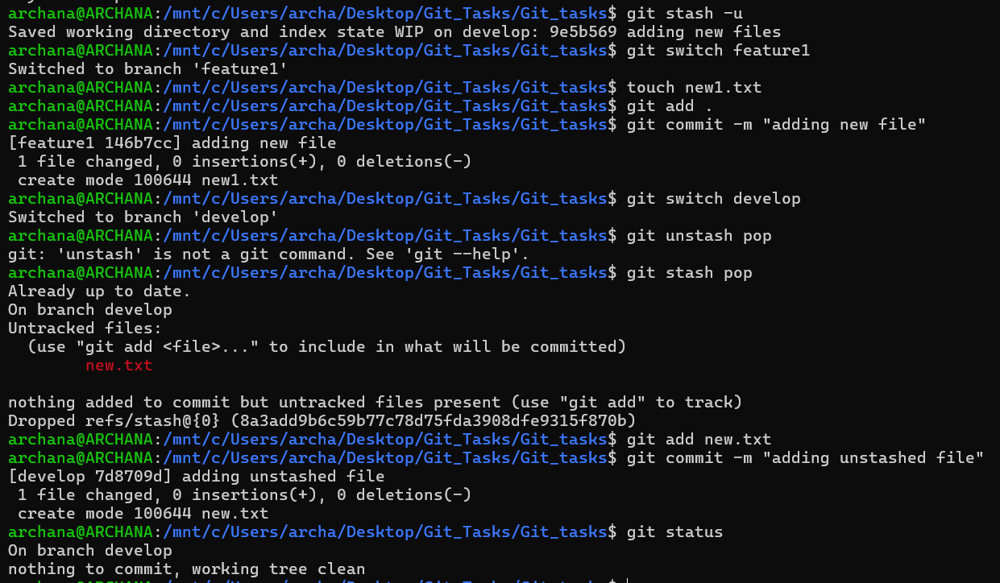 archana@ARCHANA:/mnt/c/Users/archa/Desktop/Git_Tasks/Git_tasks$ git stash -u
Saved working directory and index state WIP on develop: 9e5b569 adding new files
archana@ARCHANA:/mnt/c/Users/archa/Desktop/Git_Tasks/Git_tasks$ git switch feature1
Switched to branch 'feature1'
archana@ARCHANA:/mnt/c/Users/archa/Desktop/Git_Tasks/Git_tasks$ touch new1.txt
archana@ARCHANA:/mnt/c/Users/archa/Desktop/Git_Tasks/Git_tasks$ git add .
archana@ARCHANA:/mnt/c/Users/archa/Desktop/Git_Tasks/Git_tasks$ git commit -m "adding new file"
[feature1 146b7cc] adding new file
 1 file changed, 0 insertions(+), 0 deletions(-)
 create mode 100644 new1.txt
archana@ARCHANA:/mnt/c/Users/archa/Desktop/Git_Tasks/Git_tasks$ git switch develop
Switched to branch 'develop'
archana@ARCHANA:/mnt/c/Users/archa/Desktop/Git_Tasks/Git_tasks$ git unstash pop
git: 'unstash' is not a git command. See 'git --help'.
archana@ARCHANA:/mnt/c/Users/archa/Desktop/Git_Tasks/Git_tasks$ git stash pop
Already up to date.
On branch develop
Untracked files:
  (use "git add <file>..." to include in what will be committed)
        new.txt

nothing added to commit but untracked files present (use "git add" to track)
Dropped refs/stash@{0} (8a3add9b6c59b77c78d75fda3908dfe9315f870b)
archana@ARCHANA:/mnt/c/Users/archa/Desktop/Git_Tasks/Git_tasks$ git add new.txt
archana@ARCHANA:/mnt/c/Users/archa/Desktop/Git_Tasks/Git_tasks$ git commit -m "adding unstashed file"
[develop 7d8709d] adding unstashed file
 1 file changed, 0 insertions(+), 0 deletions(-)
 create mode 100644 new.txt
archana@ARCHANA:/mnt/c/Users/archa/Desktop/Git_Tasks/Git_tasks$ git status
On branch develop
nothing to commit, working tree clean